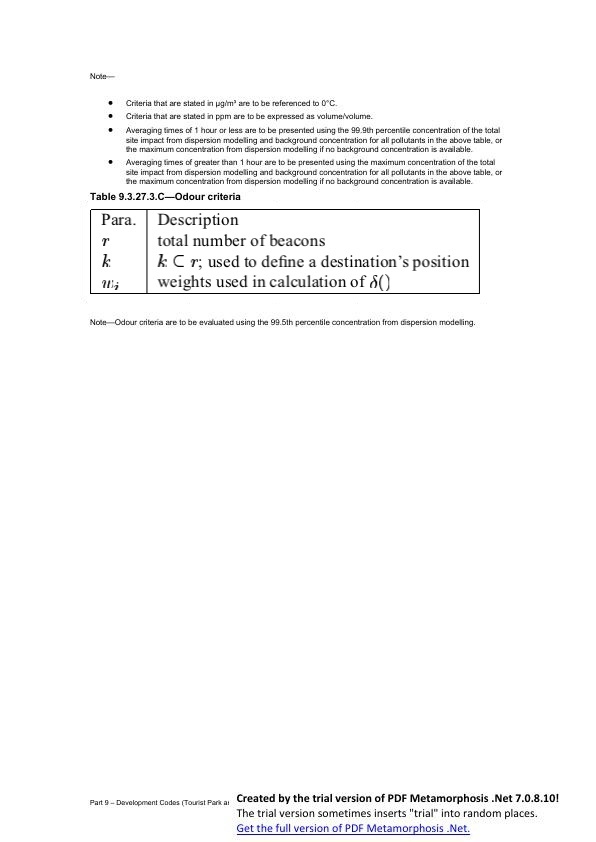 Note—
● Criteria that are stated in µg/m³ are to be referenced to 0°C.
● Criteria that are stated in ppm are to be expressed as volume/volume.
● Averaging times of 1 hour or less are to be presented using the 99.9th percentile concentration of the total
site impact from dispersion modelling and background concentration for all pollutants in the above table, or
the maximum concentration from dispersion modelling if no background concentration is available.
● Averaging times of greater than 1 hour are to be presented using the maximum concentration of the total
site impact from dispersion modelling and background concentration for all pollutants in the above table, or
the maximum concentration from dispersion modelling if no background concentration is available.
Table 9.3.27.3.C—Odour criteria
Para. Description
r total number of beacons
k k ⊂ r; used to define a destination's position
w_i weights used in calculation of δ()
Note—Odour criteria are to be evaluated using the 99.5th percentile concentration from dispersion modelling.
Part 9 – Development Codes (Tourist Park
Created by the trial version of PDF Metamorphosis .Net 7.0.8.10!
The trial version sometimes inserts "trial" into random places.
Get the full version of PDF Metamorphosis .Net.